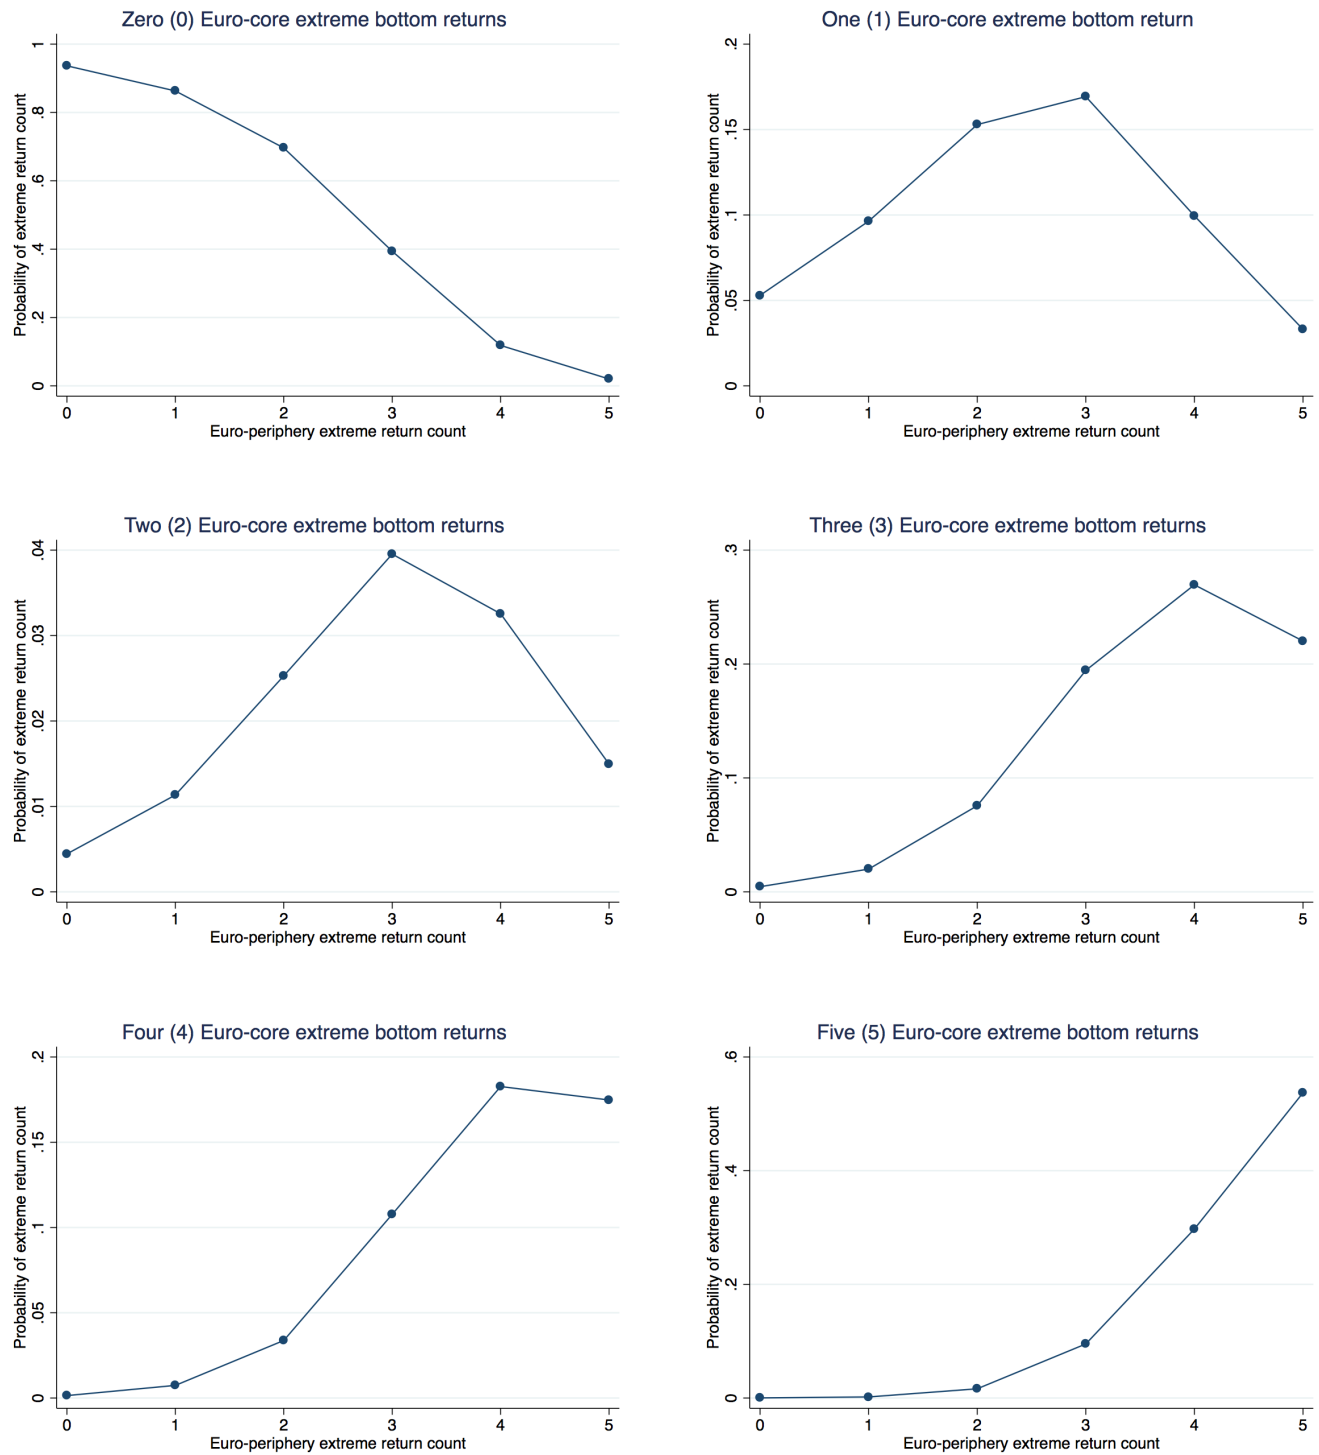 Zero (0) Euro-core extreme bottom returns
Probability of extreme return count
1
.8
.6
.4
.2
0
0 1 2 3 4 5
Euro-periphery extreme return count
One (1) Euro-core extreme bottom return
Probability of extreme return count
.2
.15
.1
.05
0
0 1 2 3 4 5
Euro-periphery extreme return count
Two (2) Euro-core extreme bottom returns
Probability of extreme return count
.04
.03
.02
.01
0
0 1 2 3 4 5
Euro-periphery extreme return count
Three (3) Euro-core extreme bottom returns
Probability of extreme return count
.3
.2
.1
0
0 1 2 3 4 5
Euro-periphery extreme return count
Four (4) Euro-core extreme bottom returns
Probability of extreme return count
.2
.15
.1
.05
0
0 1 2 3 4 5
Euro-periphery extreme return count
Five (5) Euro-core extreme bottom returns
Probability of extreme return count
.6
.4
.2
0
0 1 2 3 4 5
Euro-periphery extreme return count